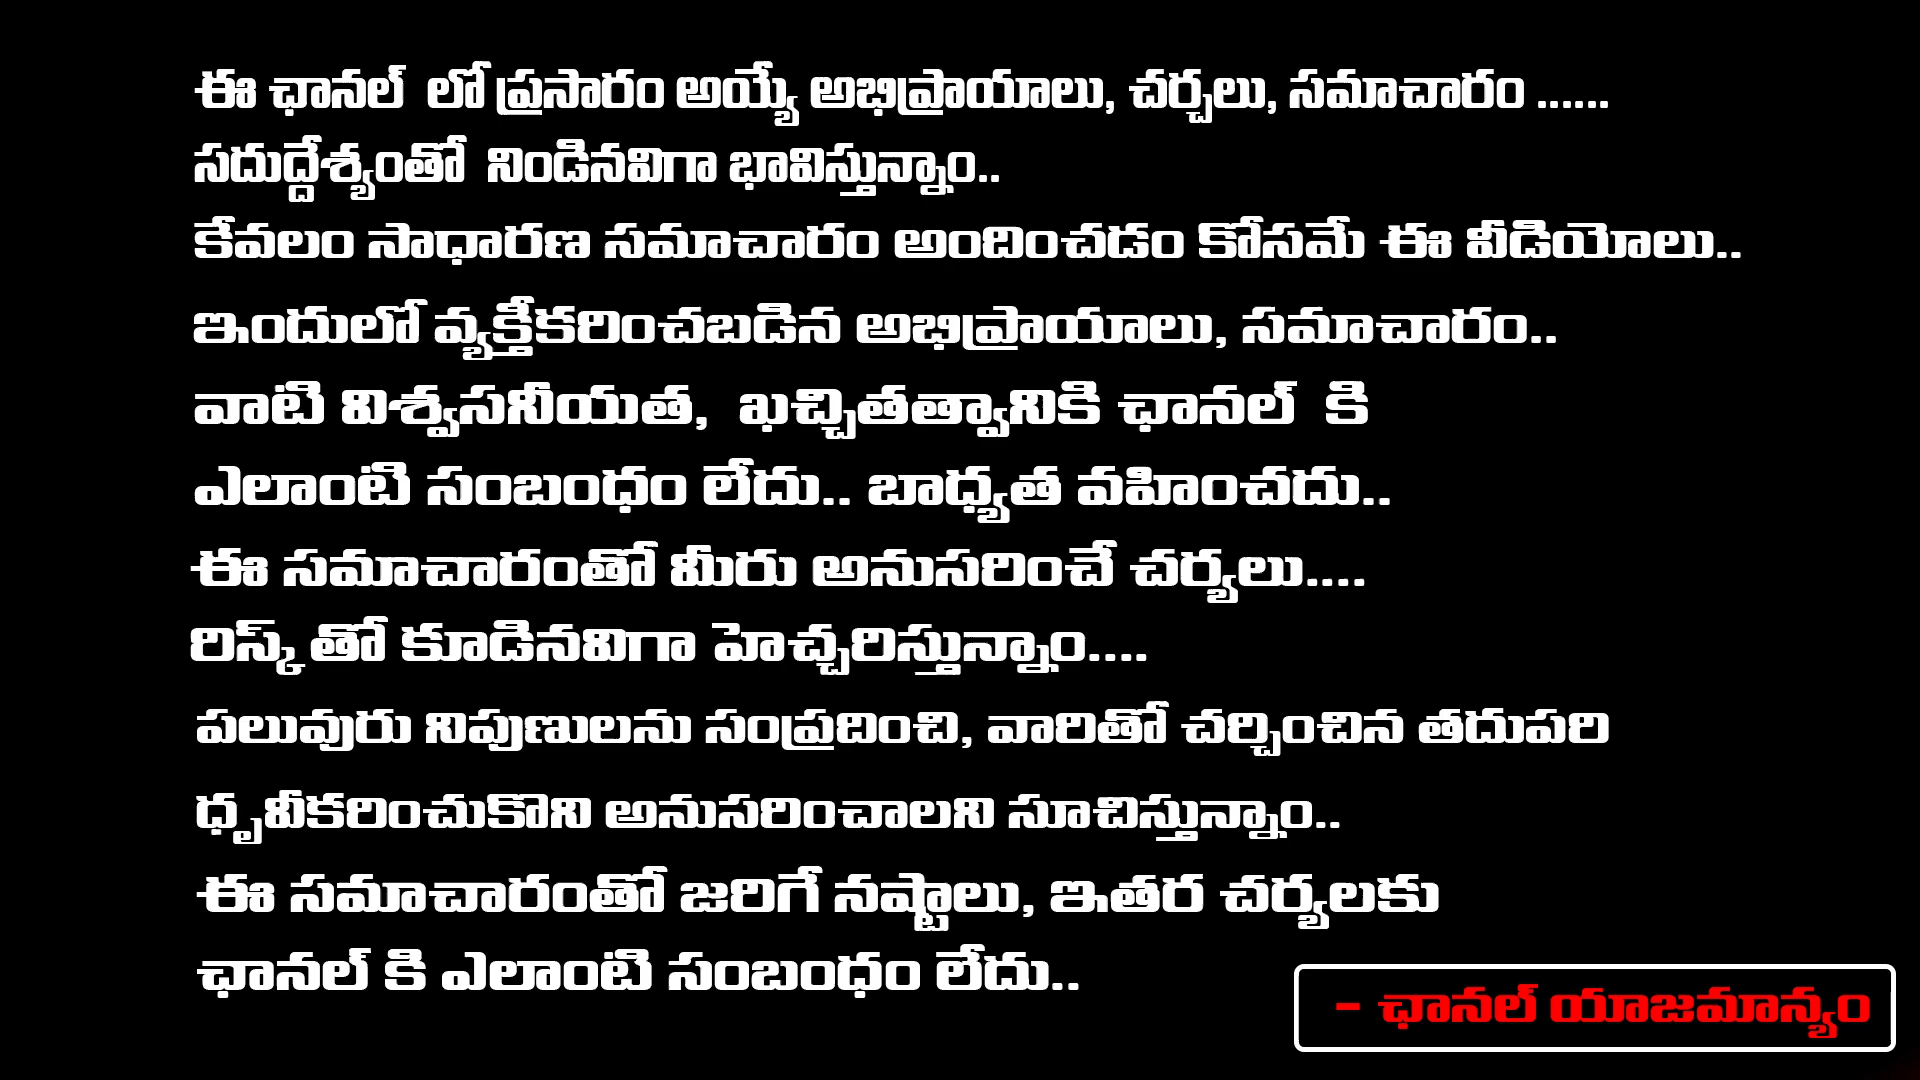 ఈ ఛానల్ లో ప్రసారం అయ్యే అభిప్రాయాలు, చర్చలు, సమాచారం ......
సదుద్దేశ్యంతో నిండినవిగా భావిస్తున్నాం..
కేవలం సాధారణ సమాచారం అందించడం కోసమే ఈ వీడియోలు..
ఇందులో వ్యక్తీకరించబడిన అభిప్రాయాలు, సమాచారం..
వాటి విశ్వసనీయత, ఖచ్చితత్వానికి ఛానల్ కి
ఎలాంటి సంబంధం లేదు.. బాధ్యత వహించదు..
ఈ సమాచారంతో మీరు అనుసరించే చర్యలు....
రిస్క్ తో కూడినవిగా హెచ్చరిస్తున్నాం....
పలువురు నిపుణులను సంప్రదించి, వారితో చర్చించిన తదుపరి
ధృవీకరించుకొని అనుసరించాలని సూచిస్తున్నాం..
ఈ సమాచారంతో జరిగే నష్టాలు, ఇతర చర్యలకు
ఛానల్ కి ఎలాంటి సంబంధం లేదు..
- ఛానల్ యాజమాన్యం